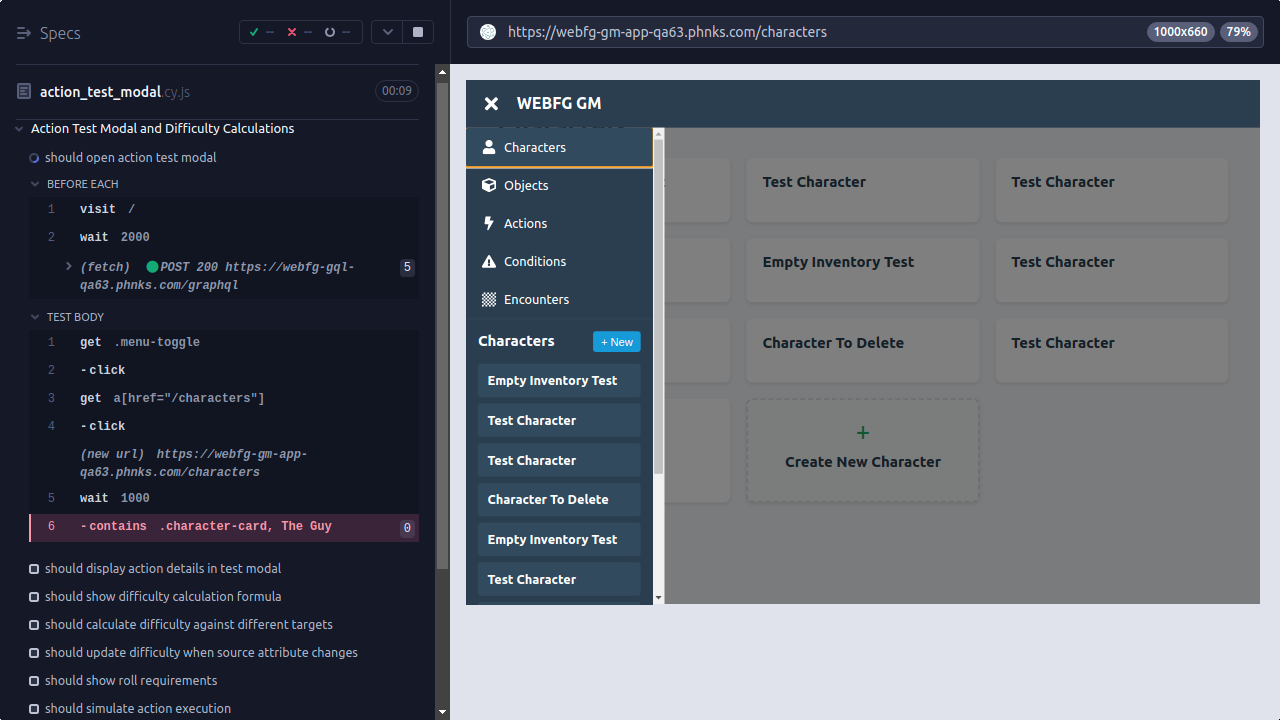 Specs
-- -- --
https://webfg-gm-app-qa63.phnks.com/characters
1000x660
79%
action_test_modal.cy.js
00:09
Action Test Modal and Difficulty Calculations
should open action test modal
BEFORE EACH
1 visit /
2 wait 2000
(fetch) POST 200 https://webfg-gql-
qa63.phnks.com/graphql
5
TEST BODY
1 get .menu-toggle
2 -click
3 get a[href="/characters"]
4 -click
(new url) https://webfg-gm-app-
qa63.phnks.com/characters
5 wait 1000
6 -contains .character-card, The Guy
0
should display action details in test modal
should show difficulty calculation formula
should calculate difficulty against different targets
should update difficulty when source attribute changes
should show roll requirements
should simulate action execution
WEBFG GM
Characters
Objects
Actions
Conditions
Encounters
Characters
+ New
Empty Inventory Test
Test Character
Test Character
Character To Delete
Empty Inventory Test
Test Character
Test Character
Test Character
Empty Inventory Test
Test Character
Character To Delete
Test Character
+
Create New Character